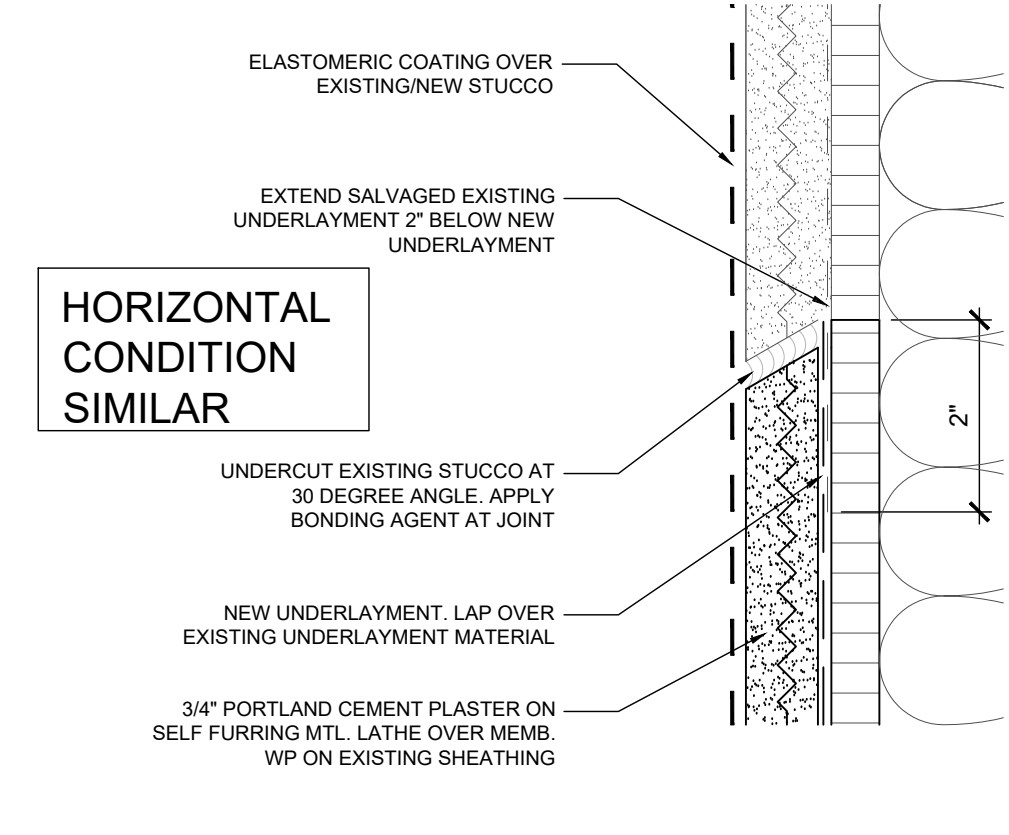 ELASTOMERIC COATING OVER
EXISTING/NEW STUCCO
EXTEND SALVAGED EXISTING
UNDERLAYMENT 2" BELOW NEW
UNDERLAYMENT
HORIZONTAL
CONDITION
SIMILAR
2"
UNDERCUT EXISTING STUCCO AT
30 DEGREE ANGLE. APPLY
BONDING AGENT AT JOINT
NEW UNDERLAYMENT. LAP OVER
EXISTING UNDERLAYMENT MATERIAL
3/4" PORTLAND CEMENT PLASTER ON
SELF FURRING MTL. LATHE OVER MEMB.
WP ON EXISTING SHEATHING